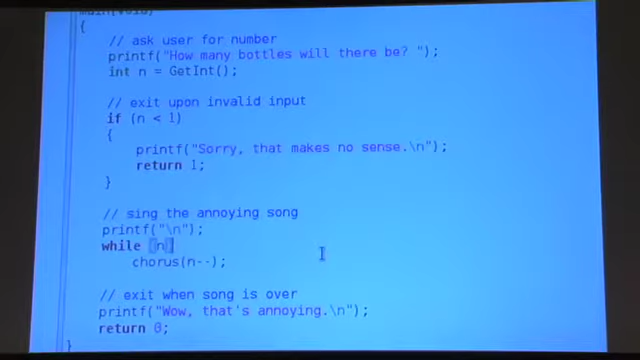 main(void)
{
// ask user for number
printf("How many bottles will there be? ");
int n = GetInt();
// exit upon invalid input
if (n < 1)
{
printf("Sorry, that makes no sense.\n");
return 1;
}
// sing the annoying song
printf("\n");
while (n)
chorus(n--);
// exit when song is over
printf("Wow, that's annoying.\n");
return 0;
}